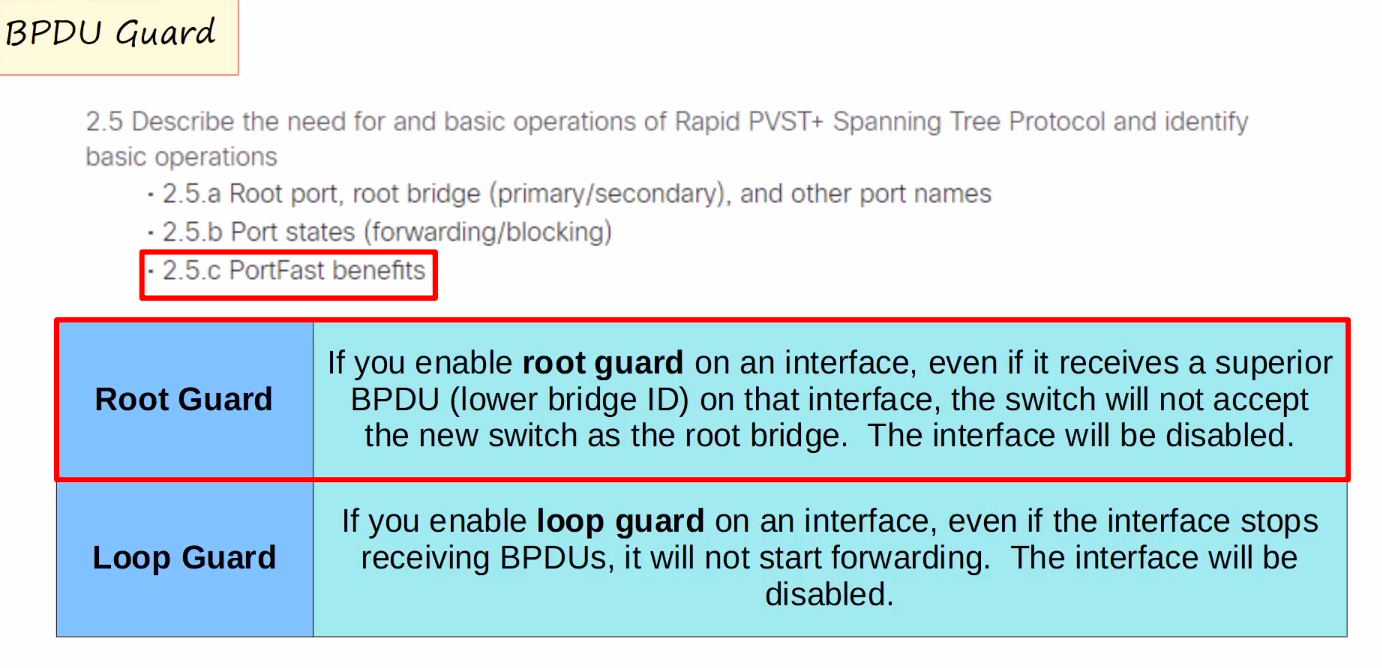 BPDU Guard
2.5 Describe the need for and basic operations of Rapid PVST+ Spanning Tree Protocol and identify
basic operations
· 2.5.a Root port, root bridge (primary/secondary), and other port names
· 2.5.b Port states (forwarding/blocking)
· 2.5.c PortFast benefits
Root Guard
If you enable root guard on an interface, even if it receives a superior
BPDU (lower bridge ID) on that interface, the switch will not accept
the new switch as the root bridge.  The interface will be disabled.
Loop Guard
If you enable loop guard on an interface, even if the interface stops
receiving BPDUs, it will not start forwarding.  The interface will be
disabled.